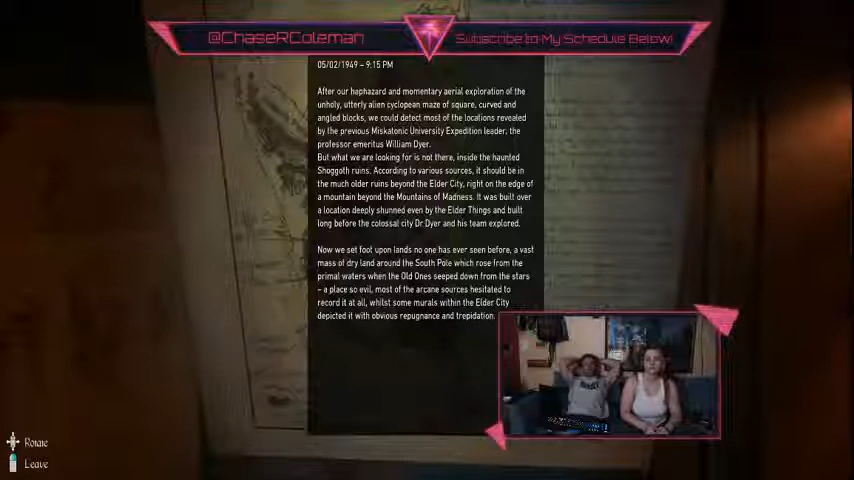 @ChaseRColeman
Subscribe to My Schedule Below!
05/02/1949 – 9:15 PM
After our haphazard and momentary aerial exploration of the
unholy, utterly alien cyclopean maze of square, curved and
angled blocks, we could detect most of the locations revealed
by the previous Miskatonic University Expedition leader, the
professor emeritus William Dyer.
But what we are looking for is not there, inside the haunted
Shoggoth ruins. According to various sources, it should be in
the much older ruins beyond the Elder City, right on the edge of
a mountain beyond the Mountains of Madness. It was built over
a location deeply shunned even by the Elder Things and built
long before the colossal city Dr Dyer and his team explored.
Now we set foot upon lands no one has ever seen before, a vast
mass of dry land around the South Pole which rose from the
primal waters when the Old Ones seeped down from the stars
– a place so evil, most of the arcane sources hesitated to
record it at all, whilst some murals within the Elder City
depicted it with obvious repugnance and trepidation.
Rotate
Leave